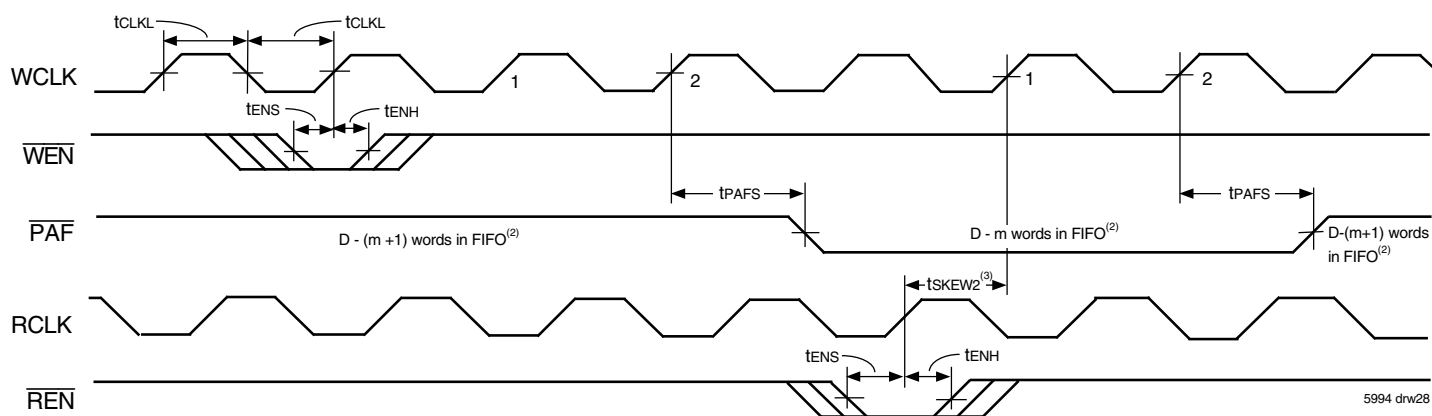 tCLKL tCLKL
WCLK 1 2 1 2
tENS tENH
WEN
tPAFS tPAFS
PAF
D - (m +1) words in FIFO(2) D - m words in FIFO(2) D-(m+1) words
in FIFO(2)
tSKEW2(3)
RCLK
tENS tENH
REN
5994 drw28